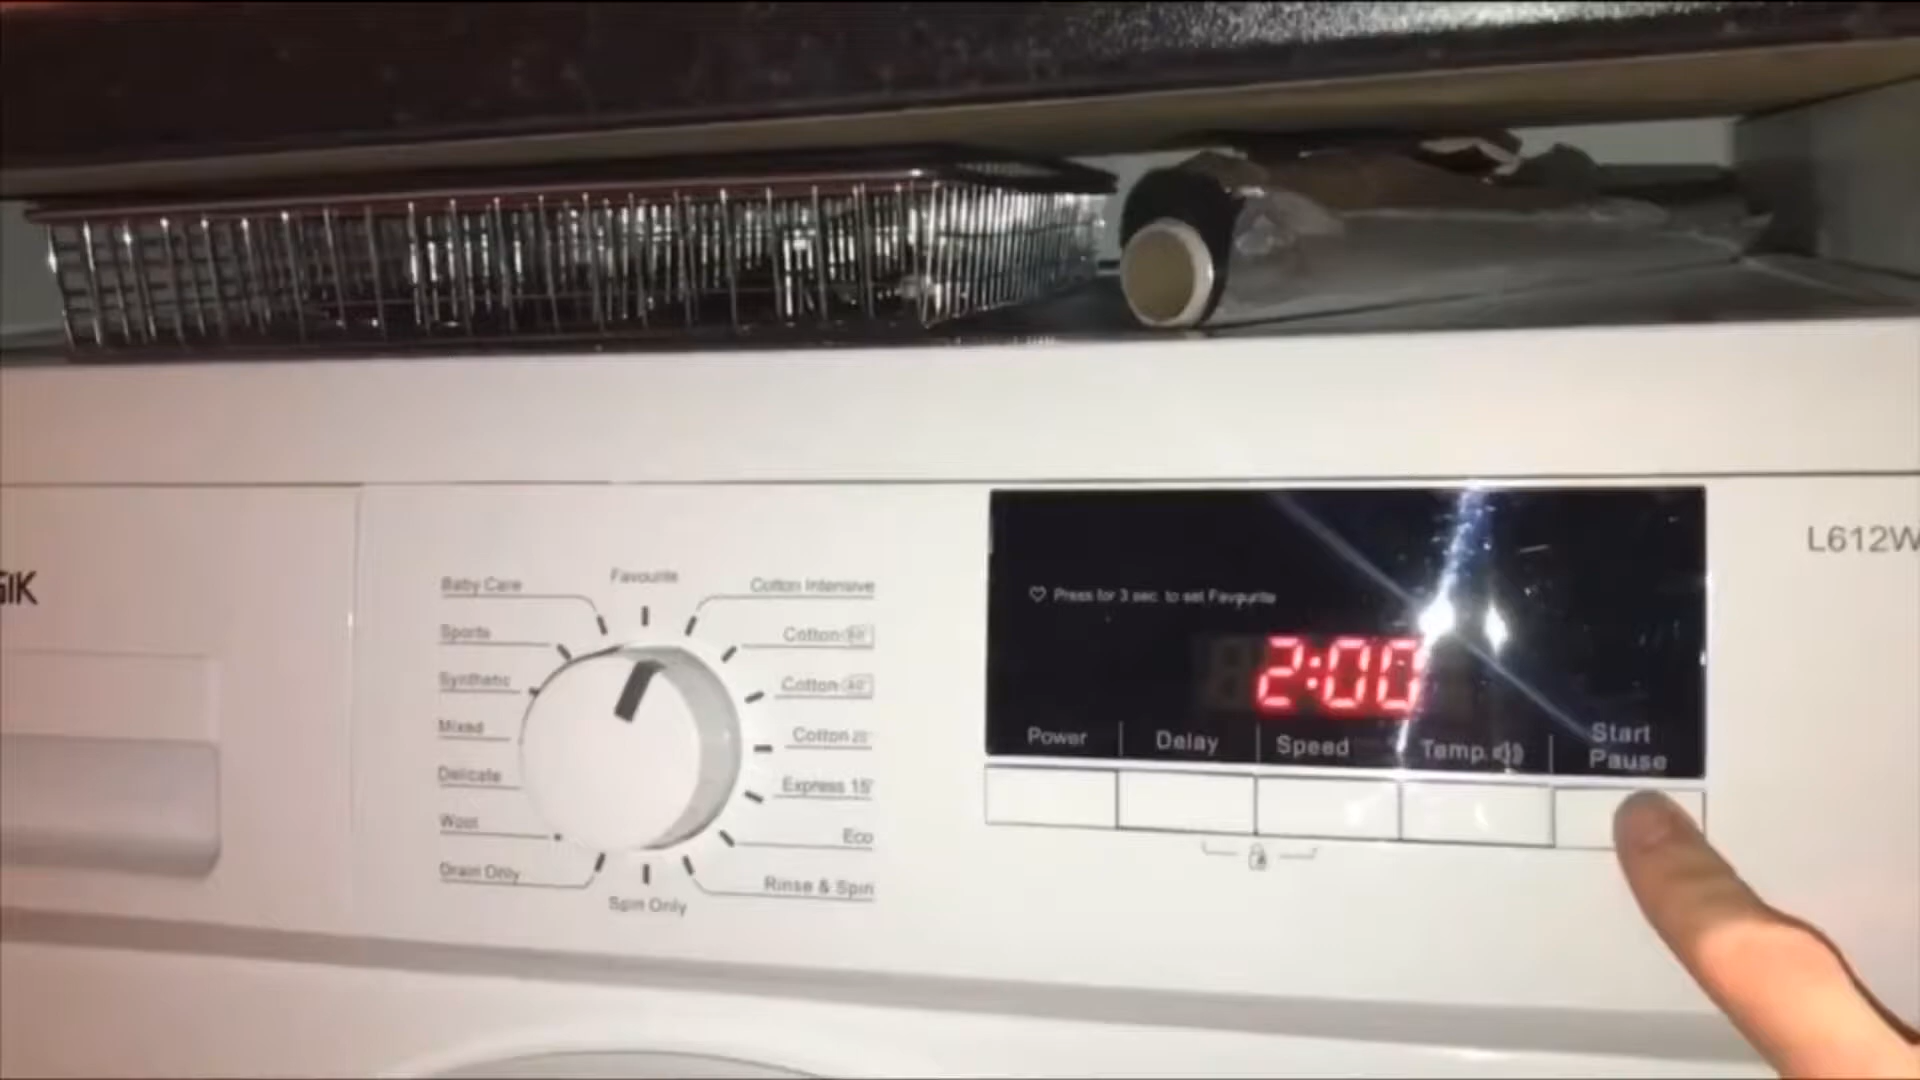 GIK
L612W
Favourite
Baby Care
Sports
Synthetic
Mixed
Delicate
Wool
Drain Only
Spin Only
Cotton Intensive
Cotton
Cotton
Cotton 20°
Express 15'
Eco
Rinse & Spin
♡ Press for 3 sec. to set Favourite
2:00
Power
Delay
Speed
Temp.
Start
Pause